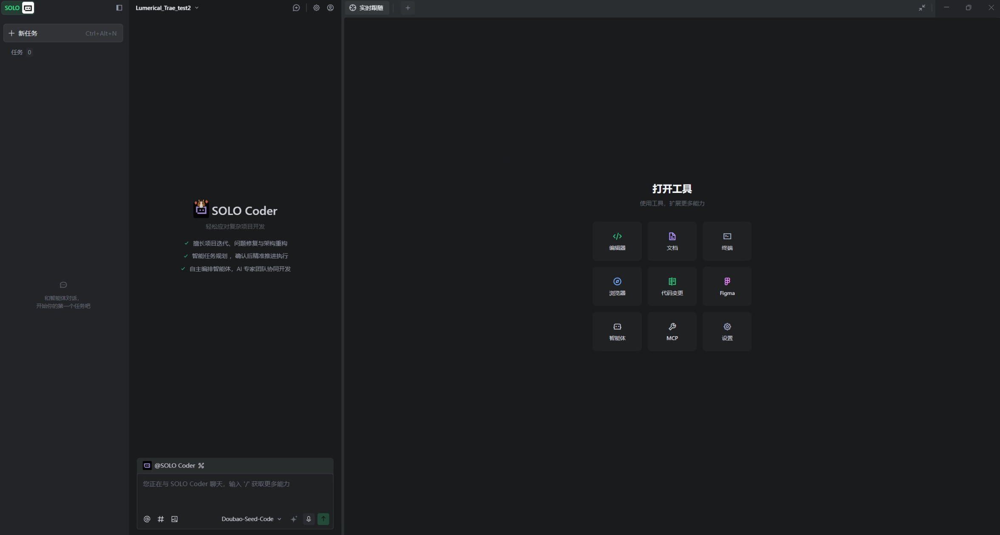 SOLO
Lumerical_Trae_test2
实时跟随
新任务 Ctrl+Alt+N
任务 0
和智能体对话，
开始你的第一个任务吧
SOLO Coder
轻松应对复杂项目开发
擅长项目迭代、问题修复与架构重构
智能任务规划 ，确认后精准推进执行
自主编排智能体，AI 专家团队协同开发
@SOLO Coder
您正在与 SOLO Coder 聊天，输入 '/' 获取更多能力
Doubao-Seed-Code
打开工具
使用工具，扩展更多能力
编辑器 文档 终端
浏览器 代码变更 Figma
智能体 MCP 设置